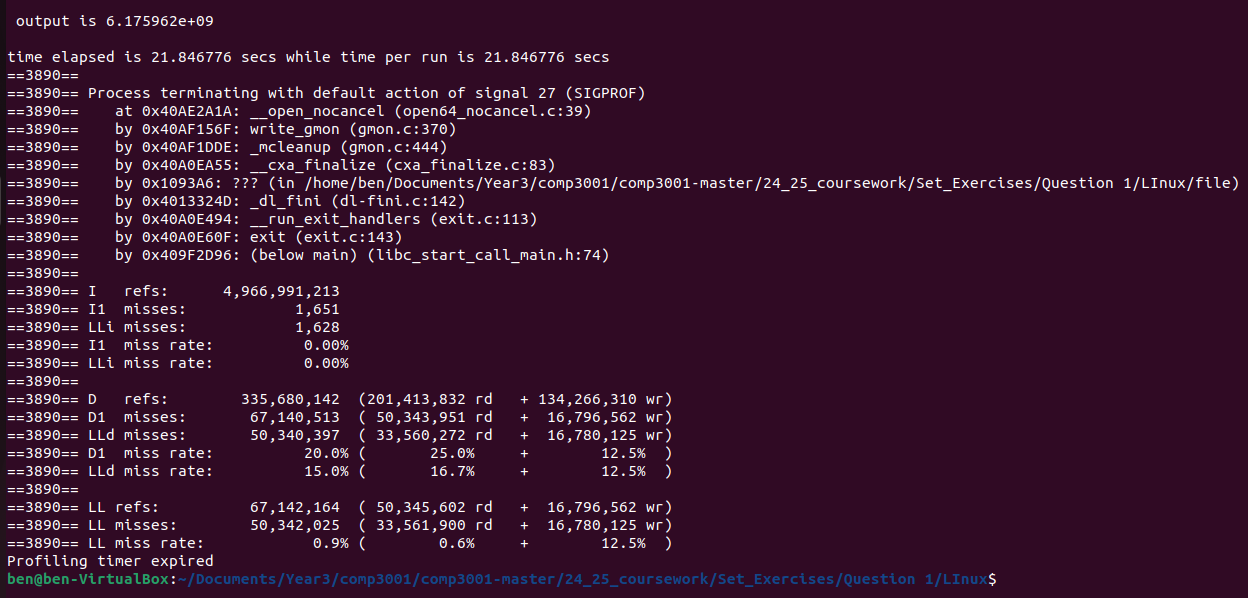 output is 6.175962e+09
time elapsed is 21.846776 secs while time per run is 21.846776 secs
==3890==
==3890== Process terminating with default action of signal 27 (SIGPROF)
==3890==    at 0x40AE2A1A: __open_nocancel (open64_nocancel.c:39)
==3890==    by 0x40AF156F: write_gmon (gmon.c:370)
==3890==    by 0x40AF1DDE: _mcleanup (gmon.c:444)
==3890==    by 0x40A0EA55: __cxa_finalize (cxa_finalize.c:83)
==3890==    by 0x1093A6: ??? (in /home/ben/Documents/Year3/comp3001/comp3001-master/24_25_coursework/Set_Exercises/Question 1/LInux/file)
==3890==    by 0x4013324D: _dl_fini (dl-fini.c:142)
==3890==    by 0x40A0E494: __run_exit_handlers (exit.c:113)
==3890==    by 0x40A0E60F: exit (exit.c:143)
==3890==    by 0x409F2D96: (below main) (libc_start_call_main.h:74)
==3890==
==3890== I   refs:      4,966,991,213
==3890== I1  misses:            1,651
==3890== LLi misses:            1,628
==3890== I1  miss rate:          0.00%
==3890== LLi miss rate:          0.00%
==3890==
==3890== D   refs:        335,680,142  (201,413,832 rd   + 134,266,310 wr)
==3890== D1  misses:       67,140,513  ( 50,343,951 rd   +  16,796,562 wr)
==3890== LLd misses:       50,340,397  ( 33,560,272 rd   +  16,780,125 wr)
==3890== D1  miss rate:          20.0% (       25.0%     +        12.5%  )
==3890== LLd miss rate:          15.0% (       16.7%     +        12.5%  )
==3890==
==3890== LL refs:          67,142,164  ( 50,345,602 rd   +  16,796,562 wr)
==3890== LL misses:        50,342,025  ( 33,561,900 rd   +  16,780,125 wr)
==3890== LL miss rate:            0.9% (        0.6%     +        12.5%  )
Profiling timer expired
ben@ben-VirtualBox:~/Documents/Year3/comp3001/comp3001-master/24_25_coursework/Set_Exercises/Question 1/LInux$